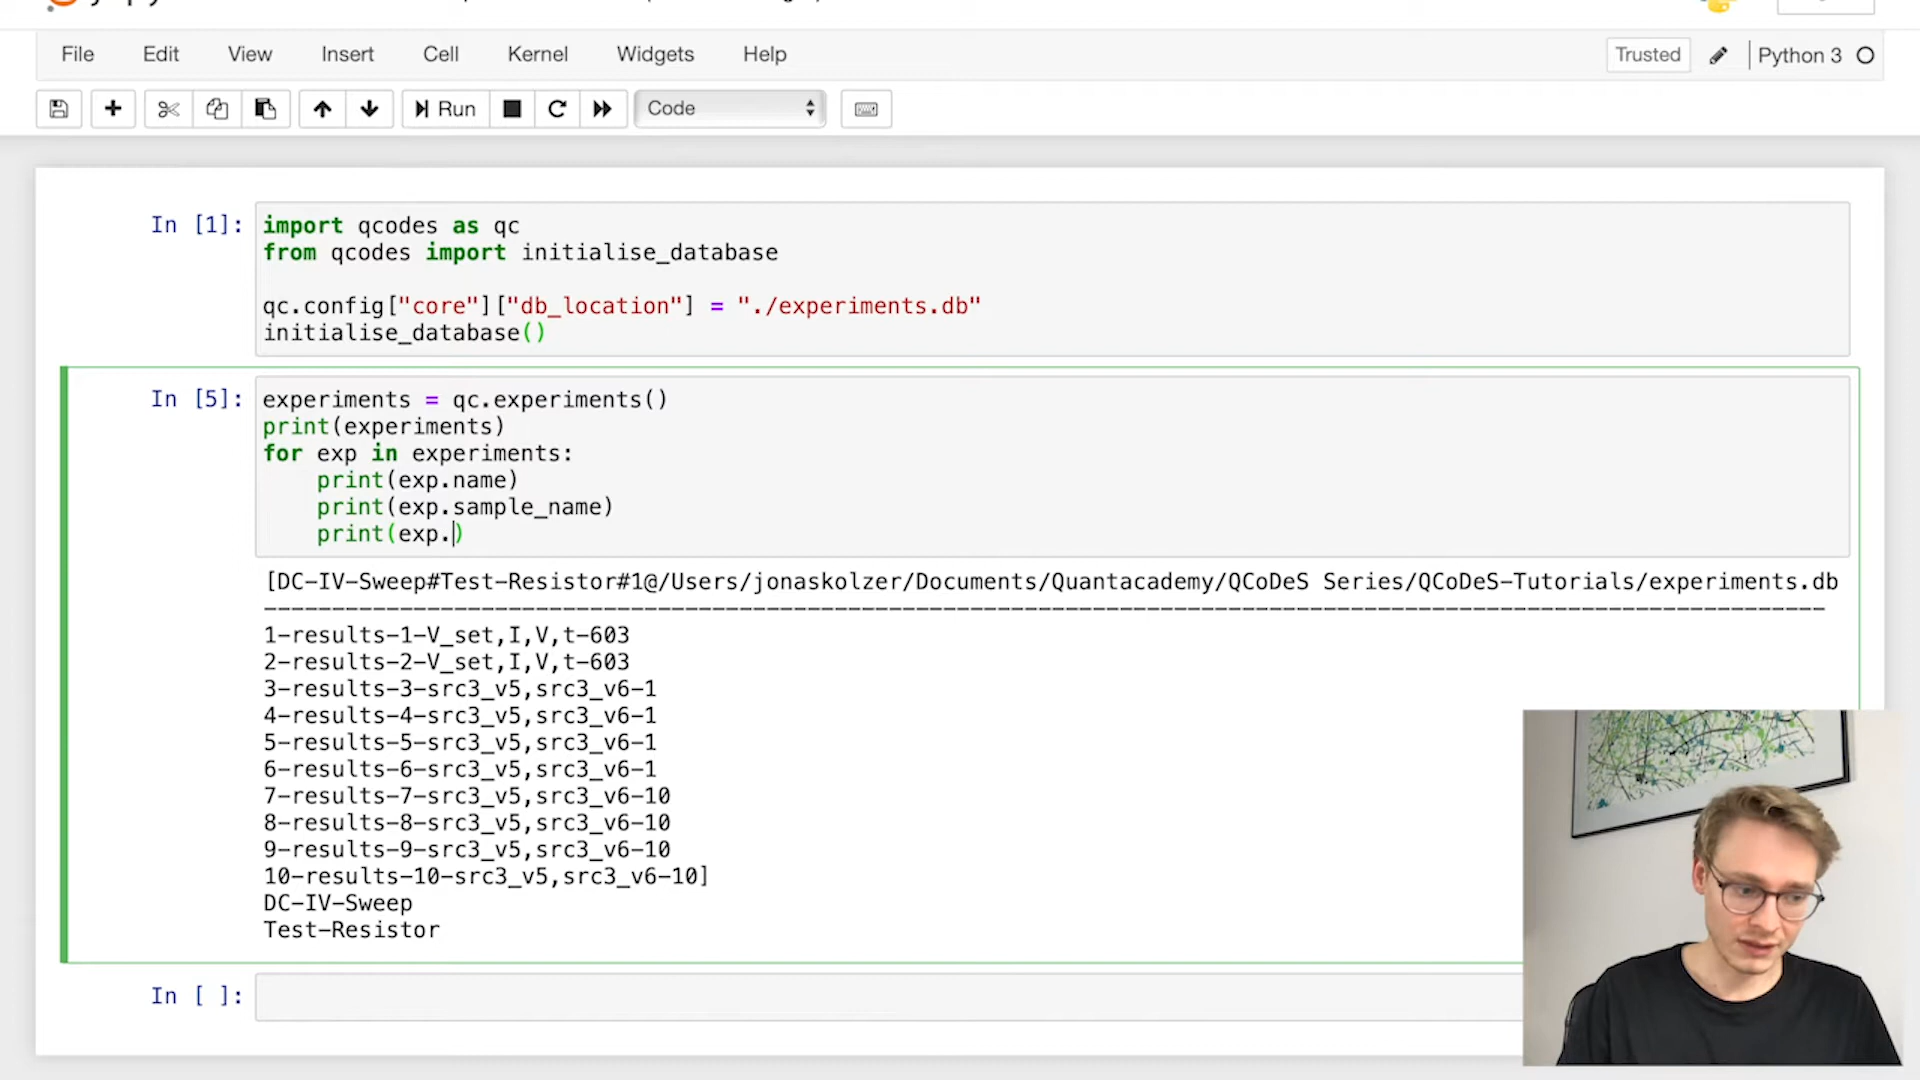 File Edit View Insert Cell Kernel Widgets Help Trusted Python 3
Run Code
In [1]: import qcodes as qc
from qcodes import initialise_database
qc.config["core"]["db_location"] = "./experiments.db"
initialise_database()
In [5]: experiments = qc.experiments()
print(experiments)
for exp in experiments:
print(exp.name)
print(exp.sample_name)
print(exp.)
[DC-IV-Sweep#Test-Resistor#1@/Users/jonaskolzer/Documents/Quantacademy/QCoDeS Series/QCoDeS-Tutorials/experiments.db
1-results-1-V_set,I,V,t-603
2-results-2-V_set,I,V,t-603
3-results-3-src3_v5,src3_v6-1
4-results-4-src3_v5,src3_v6-1
5-results-5-src3_v5,src3_v6-1
6-results-6-src3_v5,src3_v6-1
7-results-7-src3_v5,src3_v6-10
8-results-8-src3_v5,src3_v6-10
9-results-9-src3_v5,src3_v6-10
10-results-10-src3_v5,src3_v6-10]
DC-IV-Sweep
Test-Resistor
In [ ]: